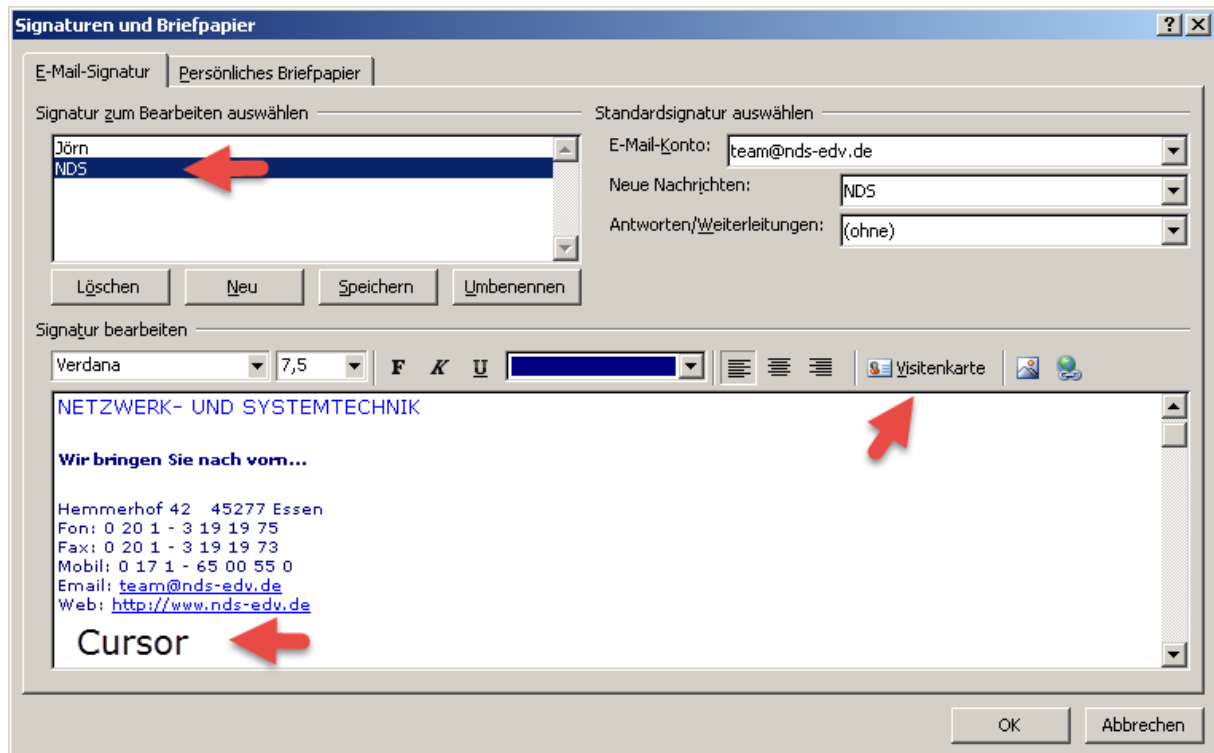 Signaturen und Briefpapier
E-Mail-Signatur Persönliches Briefpapier
Signatur zum Bearbeiten auswählen
Jörn
NDS
Löschen Neu Speichern Umbenennen
Standardsignatur auswählen
E-Mail-Konto: team@nds-edv.de
Neue Nachrichten: NDS
Antworten/Weiterleitungen: (ohne)
Signatur bearbeiten
Verdana 7,5 F K U Visitenkarte
NETZWERK- UND SYSTEMTECHNIK
Wir bringen Sie nach vorn...
Hemmerhof 42 45277 Essen
Fon: 0 20 1 - 3 19 19 75
Fax: 0 20 1 - 3 19 19 73
Mobil: 0 17 1 - 65 00 55 0
Email: team@nds-edv.de
Web: http://www.nds-edv.de
Cursor
OK Abbrechen